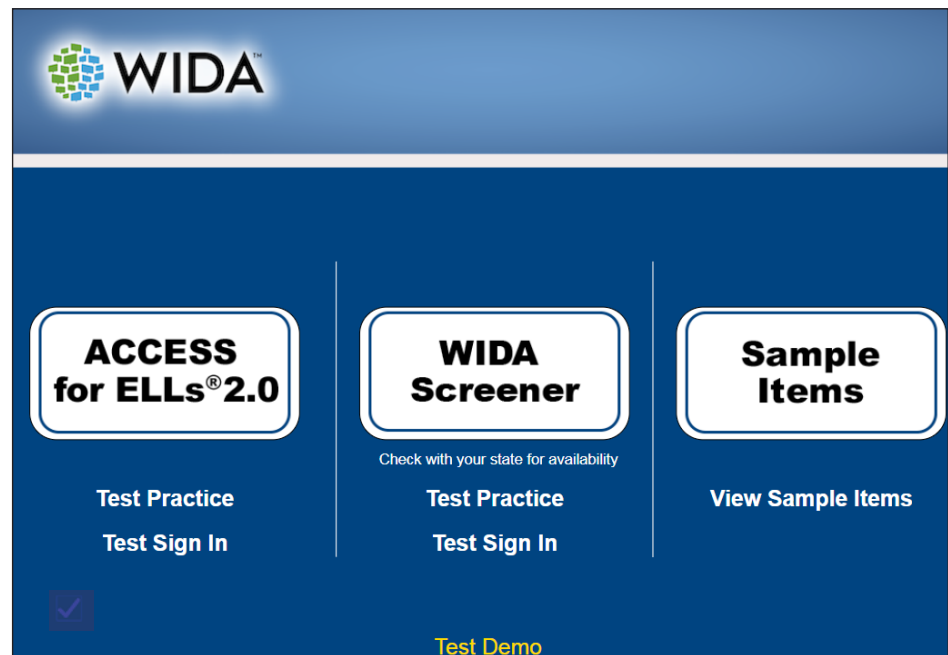 WIDA™
ACCESS
for ELLs®2.0
Test Practice
Test Sign In
WIDA
Screener
Check with your state for availability
Test Practice
Test Sign In
Sample
Items
View Sample Items
Test Demo